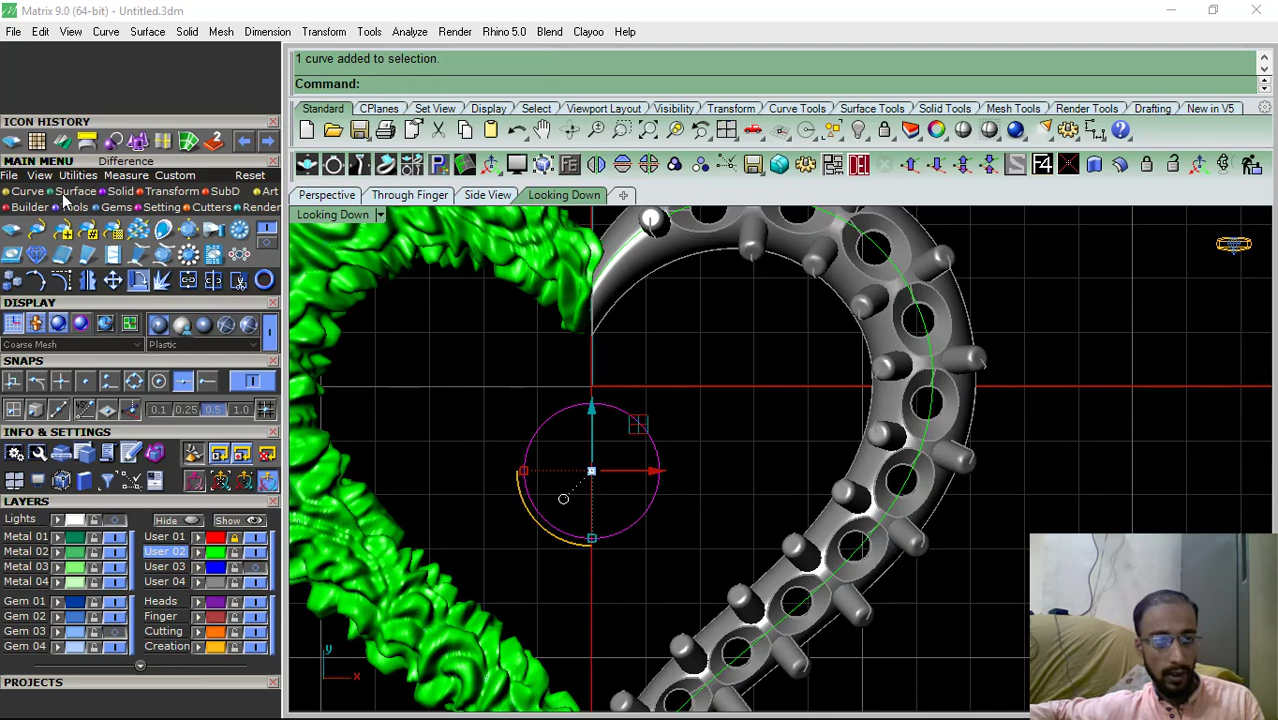 Matrix 9.0 (64-bit) - Untitled.3dm
File Edit View Curve Surface Solid Mesh Dimension Transform Tools Analyze Render Rhino 5.0 Blend Clayoo Help
1 curve added to selection.
Command:
Standard CPlanes Set View Display Select Viewport Layout Visibility Transform Curve Tools Surface Tools Solid Tools Mesh Tools Render Tools Drafting New in V5
ICON HISTORY
MAIN MENU Difference
File View Utilities Measure Custom Reset
Curve Surface Solid Transform SubD Art
Builder Tools Gems Setting Cutters Render
F4
DEL
Perspective Through Finger Side View Looking Down
Looking Down
DISPLAY
Coarse Mesh Plastic
SNAPS
0.1 0.25 0.5 1.0
INFO & SETTINGS
LAYERS
Lights Hide Show
Metal 01 User 01
Metal 02 User 02
Metal 03 User 03
Metal 04 User 04
Gem 01 Heads
Gem 02 Finger
Gem 03 Cutting
Gem 04 Creation
PROJECTS
y
x